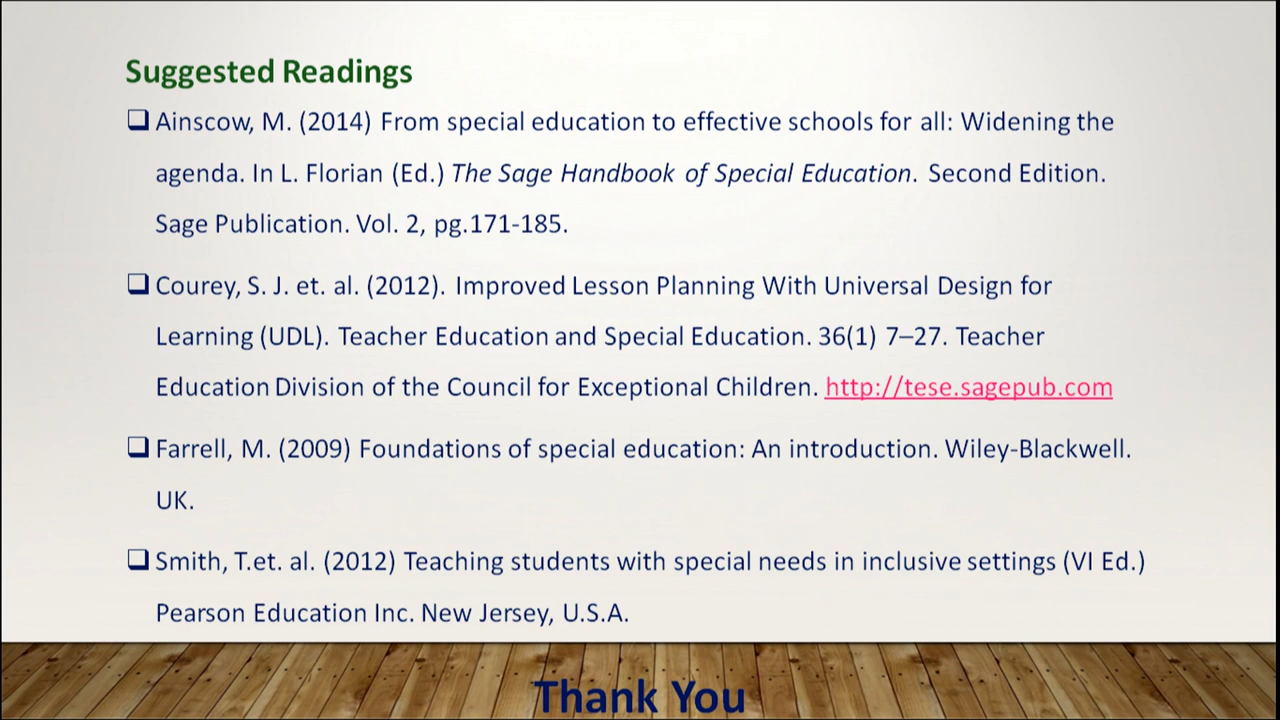 Suggested Readings
Ainscow, M. (2014) From special education to effective schools for all: Widening the
agenda. In L. Florian (Ed.) The Sage Handbook of Special Education. Second Edition.
Sage Publication. Vol. 2, pg.171-185.
Courey, S. J. et. al. (2012). Improved Lesson Planning With Universal Design for
Learning (UDL). Teacher Education and Special Education. 36(1) 7–27. Teacher
Education Division of the Council for Exceptional Children. http://tese.sagepub.com
Farrell, M. (2009) Foundations of special education: An introduction. Wiley-Blackwell.
UK.
Smith, T.et. al. (2012) Teaching students with special needs in inclusive settings (VI Ed.)
Pearson Education Inc. New Jersey, U.S.A.
Thank You